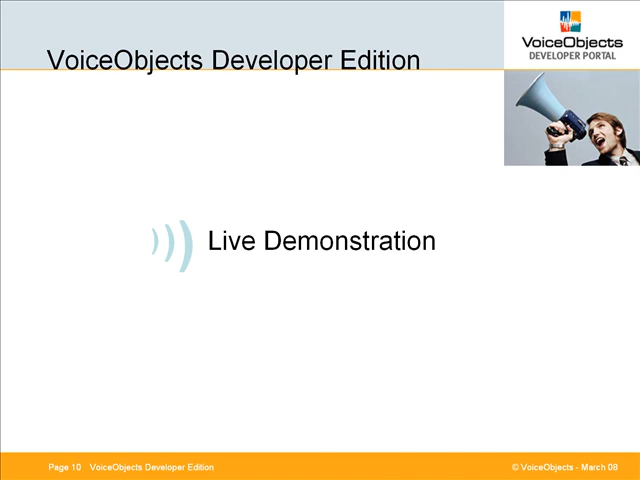 VoiceObjects Developer Edition
VoiceObjects
DEVELOPER PORTAL
Live Demonstration
Page 10 VoiceObjects Developer Edition
© VoiceObjects - March 08